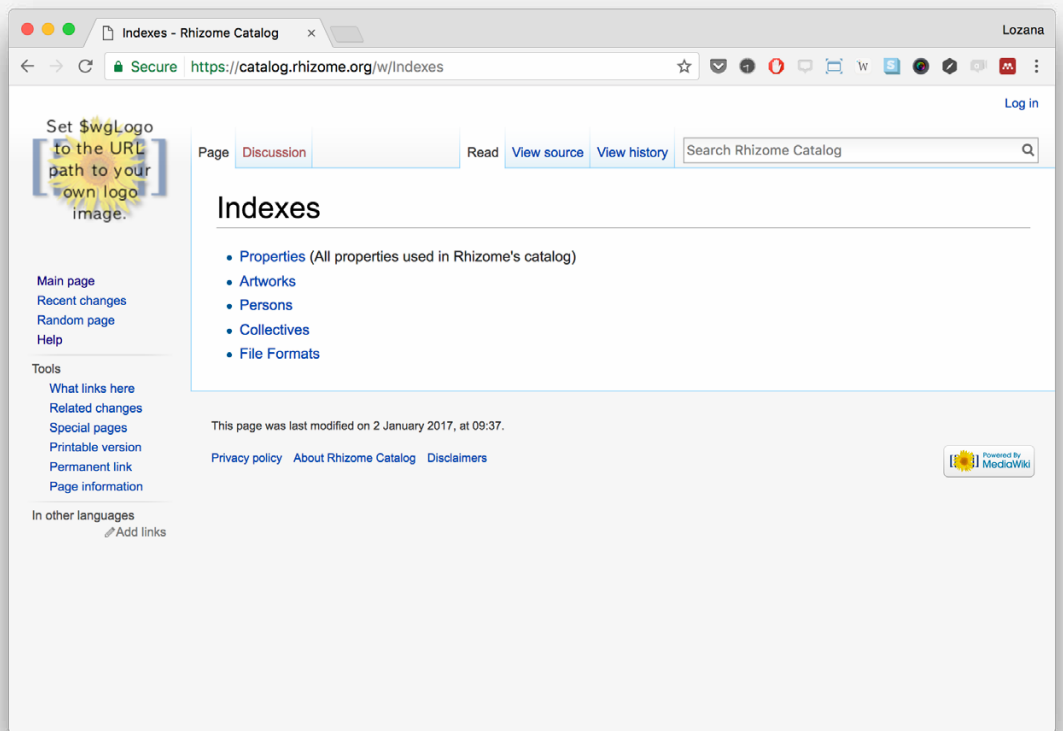 Indexes - Rhizome Catalog
Lozana
Secure https://catalog.rhizome.org/w/Indexes
W
S
Log in
Set $wgLogo
to the URL
path to your
own logo
image.
Page Discussion Read View source View history Search Rhizome Catalog
Indexes
Properties (All properties used in Rhizome's catalog)
Artworks
Persons
Collectives
File Formats
Main page
Recent changes
Random page
Help
Tools
What links here
Related changes
Special pages
Printable version
Permanent link
Page information
In other languages
Add links
This page was last modified on 2 January 2017, at 09:37.
Privacy policy About Rhizome Catalog Disclaimers
Powered By
MediaWiki